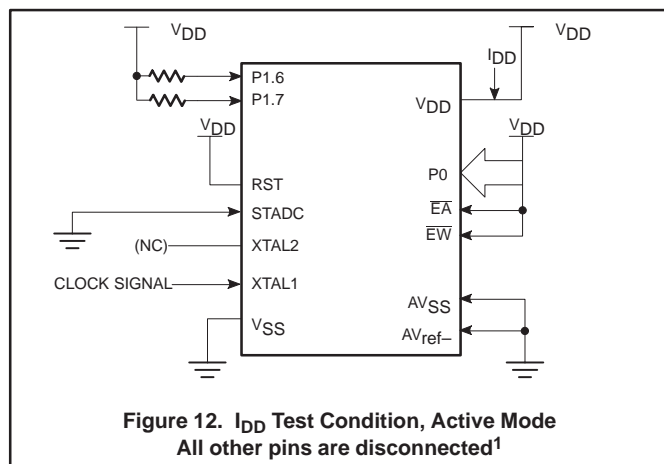 VDD
VDD
IDD
P1.6
P1.7
VDD
VDD
VDD
P0
RST
EA
STADC
EW
(NC)
XTAL2
CLOCK SIGNAL
XTAL1
AVSS
VSS
AVref–
Figure 12. IDD Test Condition, Active Mode
All other pins are disconnected1